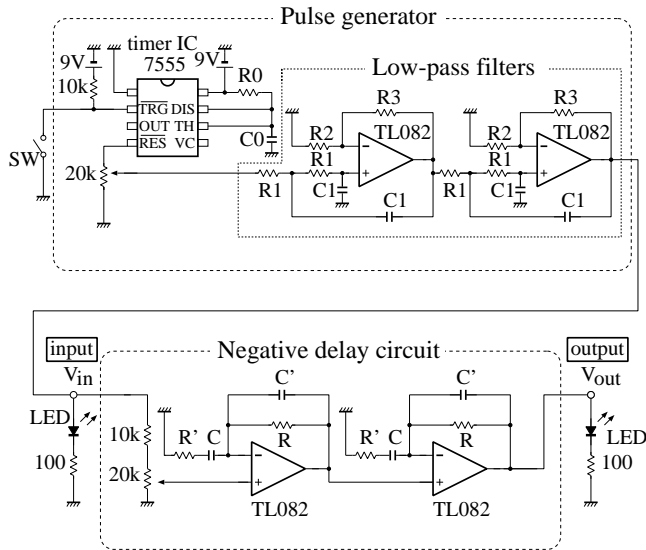 Pulse generator
timer IC
7555
9V
9V
10k
R0
Low-pass filters
TRG DIS
OUT TH
RES VC
C0
SW
20k
R3
R2
TL082
R1
R1
C1
C1
R3
R2
TL082
R1
R1
C1
C1
input
Negative delay circuit
output
Vin
Vout
LED
LED
10k
100
20k
100
C'
R' C
R
TL082
C'
R' C
R
TL082